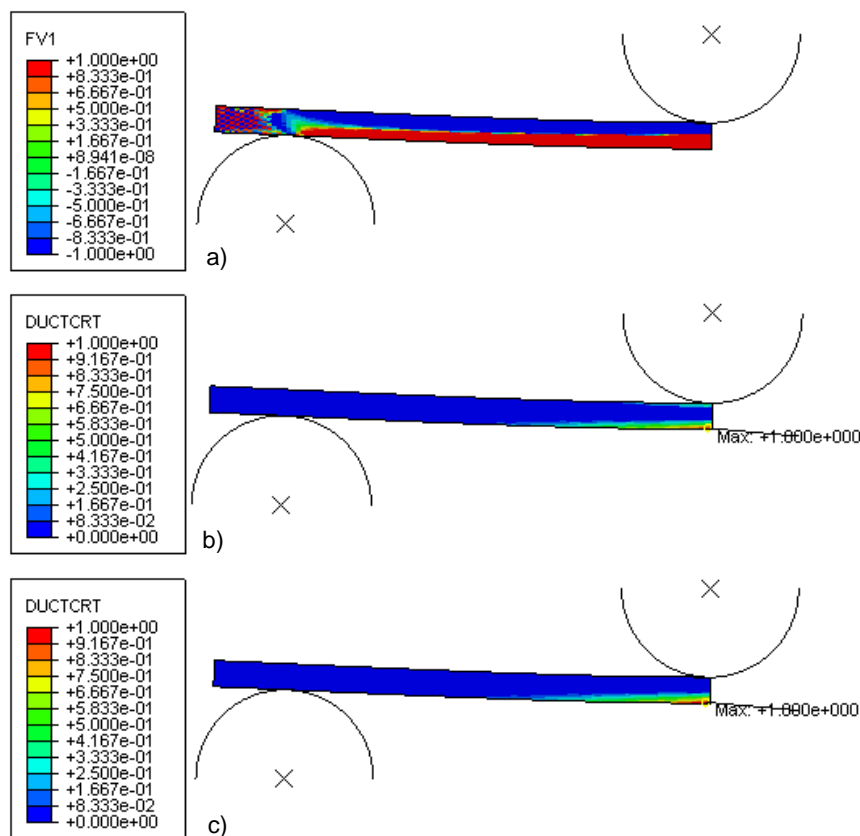 FV1
+1.000e+00
+8.333e-01
+6.667e-01
+5.000e-01
+3.333e-01
+1.667e-01
+8.941e-08
-1.667e-01
-3.333e-01
-5.000e-01
-6.667e-01
-8.333e-01
-1.000e+00
a)
DUCTCRT
+1.000e+00
+9.167e-01
+8.333e-01
+7.500e-01
+6.667e-01
+5.833e-01
+5.000e-01
+4.167e-01
+3.333e-01
+2.500e-01
+1.667e-01
+8.333e-02
+0.000e+00
Max: +1.000e+000
b)
DUCTCRT
+1.000e+00
+9.167e-01
+8.333e-01
+7.500e-01
+6.667e-01
+5.833e-01
+5.000e-01
+4.167e-01
+3.333e-01
+2.500e-01
+1.667e-01
+8.333e-02
+0.000e+00
Max: +1.000e+000
c)